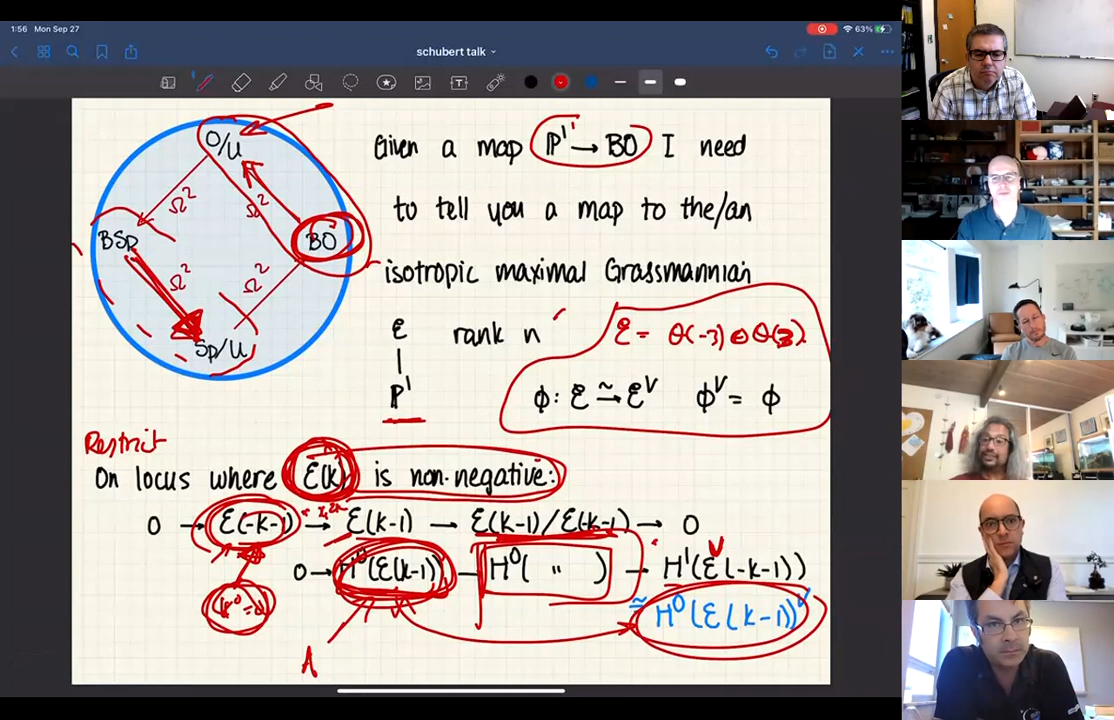 1:56 Mon Sep 27
63%
schubert talk
O/U
Ω²
Ω²
BSp
BO
Ω²
Ω²
Sp/U
Given a map P¹ → BO I need
to tell you a map to the/an
isotropic maximal Grassmannian
ℰ rank n
ℰ = O(-3) ⊕ O(3)
|
P¹
φ: ℰ ≅→ ℰ^∨ φ^∨ = φ
Restrict
On locus where ℰ(k) is non-negative:
0 → ℰ(-k-1) → ℰ(k-1) → ℰ(k-1)/ℰ(-k-1) → 0
0 → H⁰(ℰ(k-1)) → H⁰( " ) → H¹(ℰ^∨(-k-1))
≅ H⁰(ℰ(k-1))^∨
A